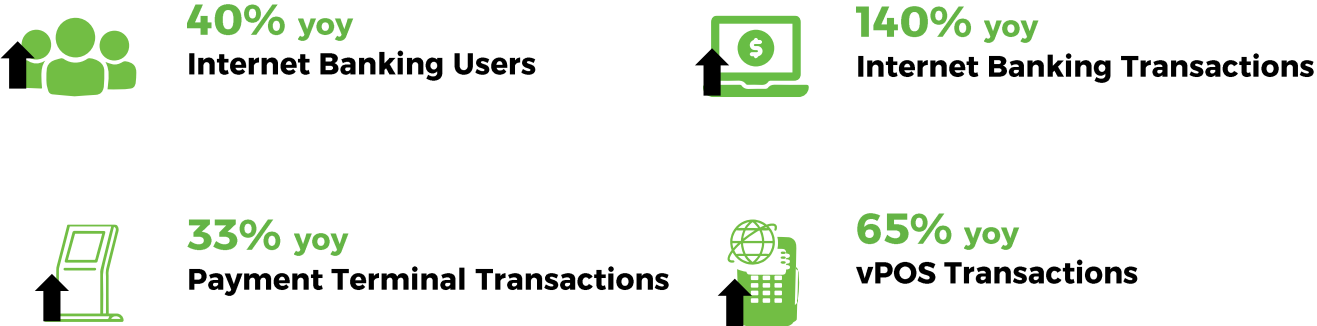 40% yoy
Internet Banking Users
140% yoy
Internet Banking Transactions
33% yoy
Payment Terminal Transactions
65% yoy
vPOS Transactions
$